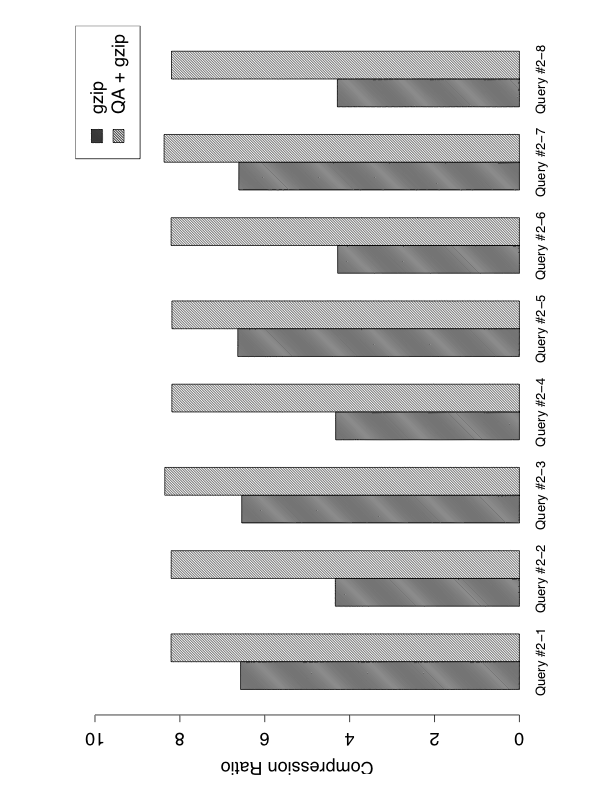 gzip
QA + gzip
Compression Ratio
0
2
4
6
8
10
Query #2−1
Query #2−2
Query #2−3
Query #2−4
Query #2−5
Query #2−6
Query #2−7
Query #2−8